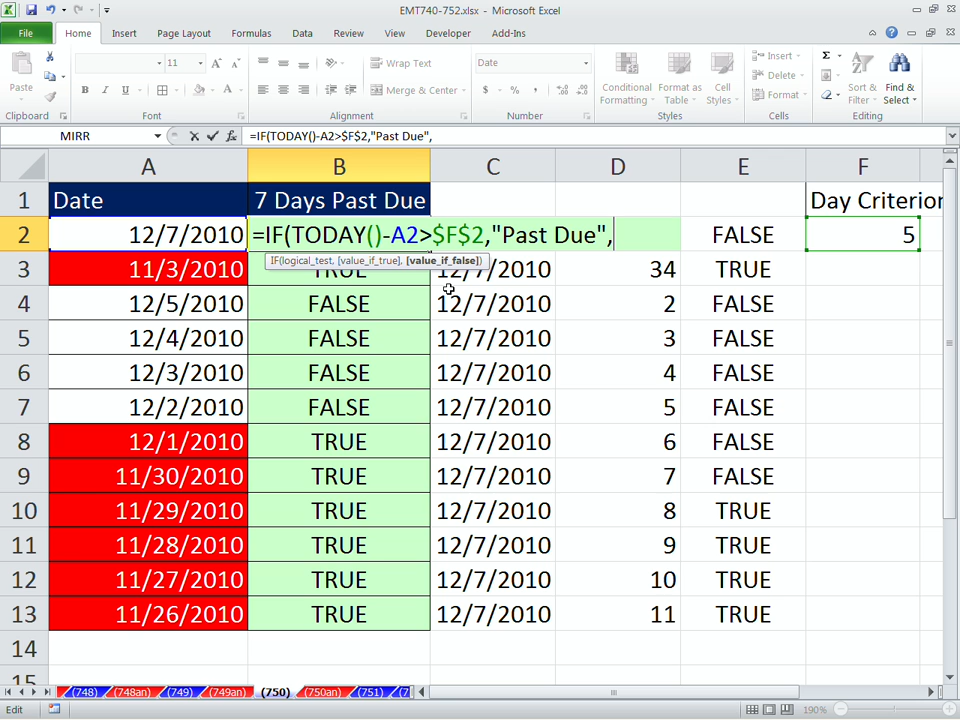 EMT740-752.xlsx - Microsoft Excel
File Home Insert Page Layout Formulas Data Review View Developer Add-Ins
Paste
Clipboard
11
A A
B I U
Font
Wrap Text
Merge & Center
Alignment
Date
$ % ,
Number
Conditional Formatting
Format as Table
Cell Styles
Styles
Insert
Delete
Format
Cells
Σ
Sort & Filter
Find & Select
Editing
MIRR fx =IF(TODAY()-A2>$F$2,"Past Due",
A B C D E F
1 Date 7 Days Past Due Day Criterion
2 12/7/2010 =IF(TODAY()-A2>$F$2,"Past Due", FALSE 5
IF(logical_test, [value_if_true], [value_if_false])
3 11/3/2010 TRUE 12/7/2010 34 TRUE
4 12/5/2010 FALSE 12/7/2010 2 FALSE
5 12/4/2010 FALSE 12/7/2010 3 FALSE
6 12/3/2010 FALSE 12/7/2010 4 FALSE
7 12/2/2010 FALSE 12/7/2010 5 FALSE
8 12/1/2010 TRUE 12/7/2010 6 FALSE
9 11/30/2010 TRUE 12/7/2010 7 FALSE
10 11/29/2010 TRUE 12/7/2010 8 TRUE
11 11/28/2010 TRUE 12/7/2010 9 TRUE
12 11/27/2010 TRUE 12/7/2010 10 TRUE
13 11/26/2010 TRUE 12/7/2010 11 TRUE
14
15
(748) (748an) (749) (749an) (750) (750an) (751) (7
Edit 190%